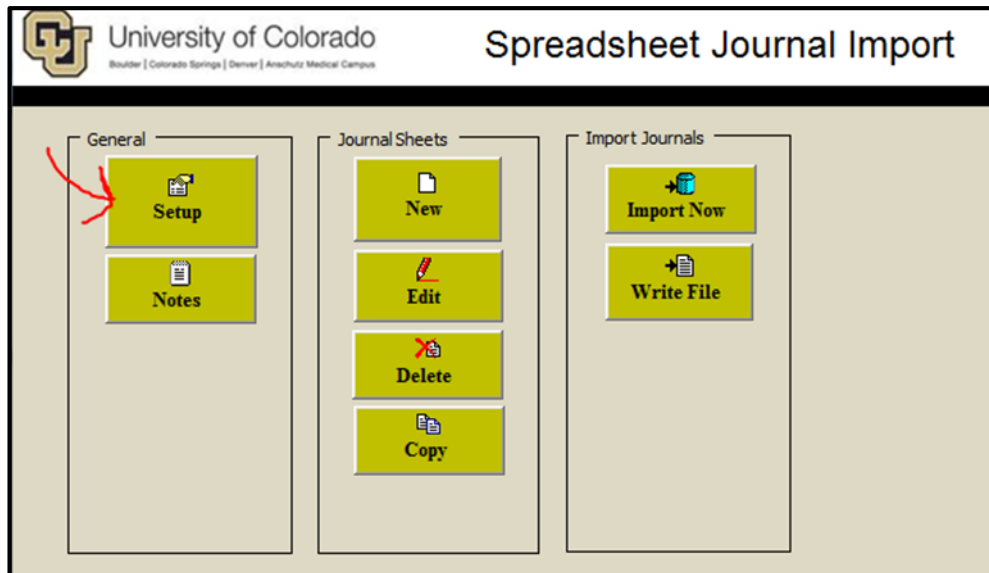 University of Colorado
Boulder | Colorado Springs | Denver | Anschutz Medical Campus
Spreadsheet Journal Import
General
Setup
Notes
Journal Sheets
New
Edit
Delete
Copy
Import Journals
Import Now
Write File